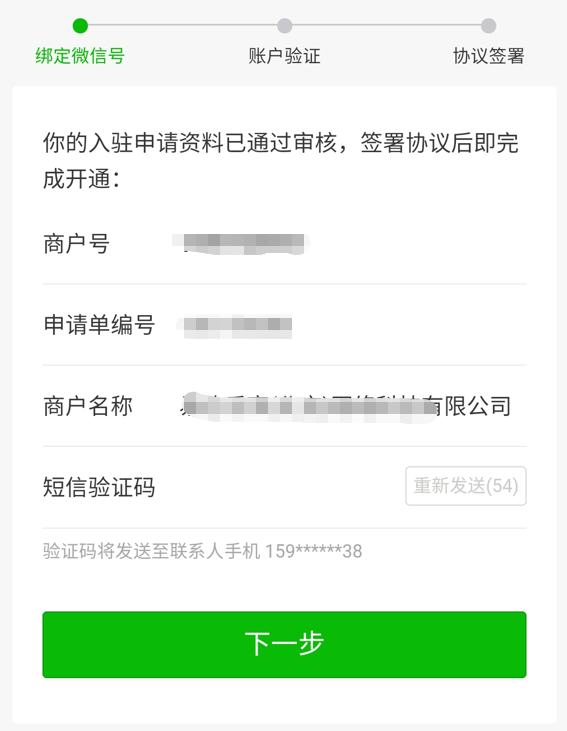 绑定微信号 账户验证 协议签署
你的入驻申请资料已通过审核，签署协议后即完
成开通：
商户号
申请单编号
商户名称 有限公司
短信验证码 重新发送(54)
验证码将发送至联系人手机 159******38
下一步